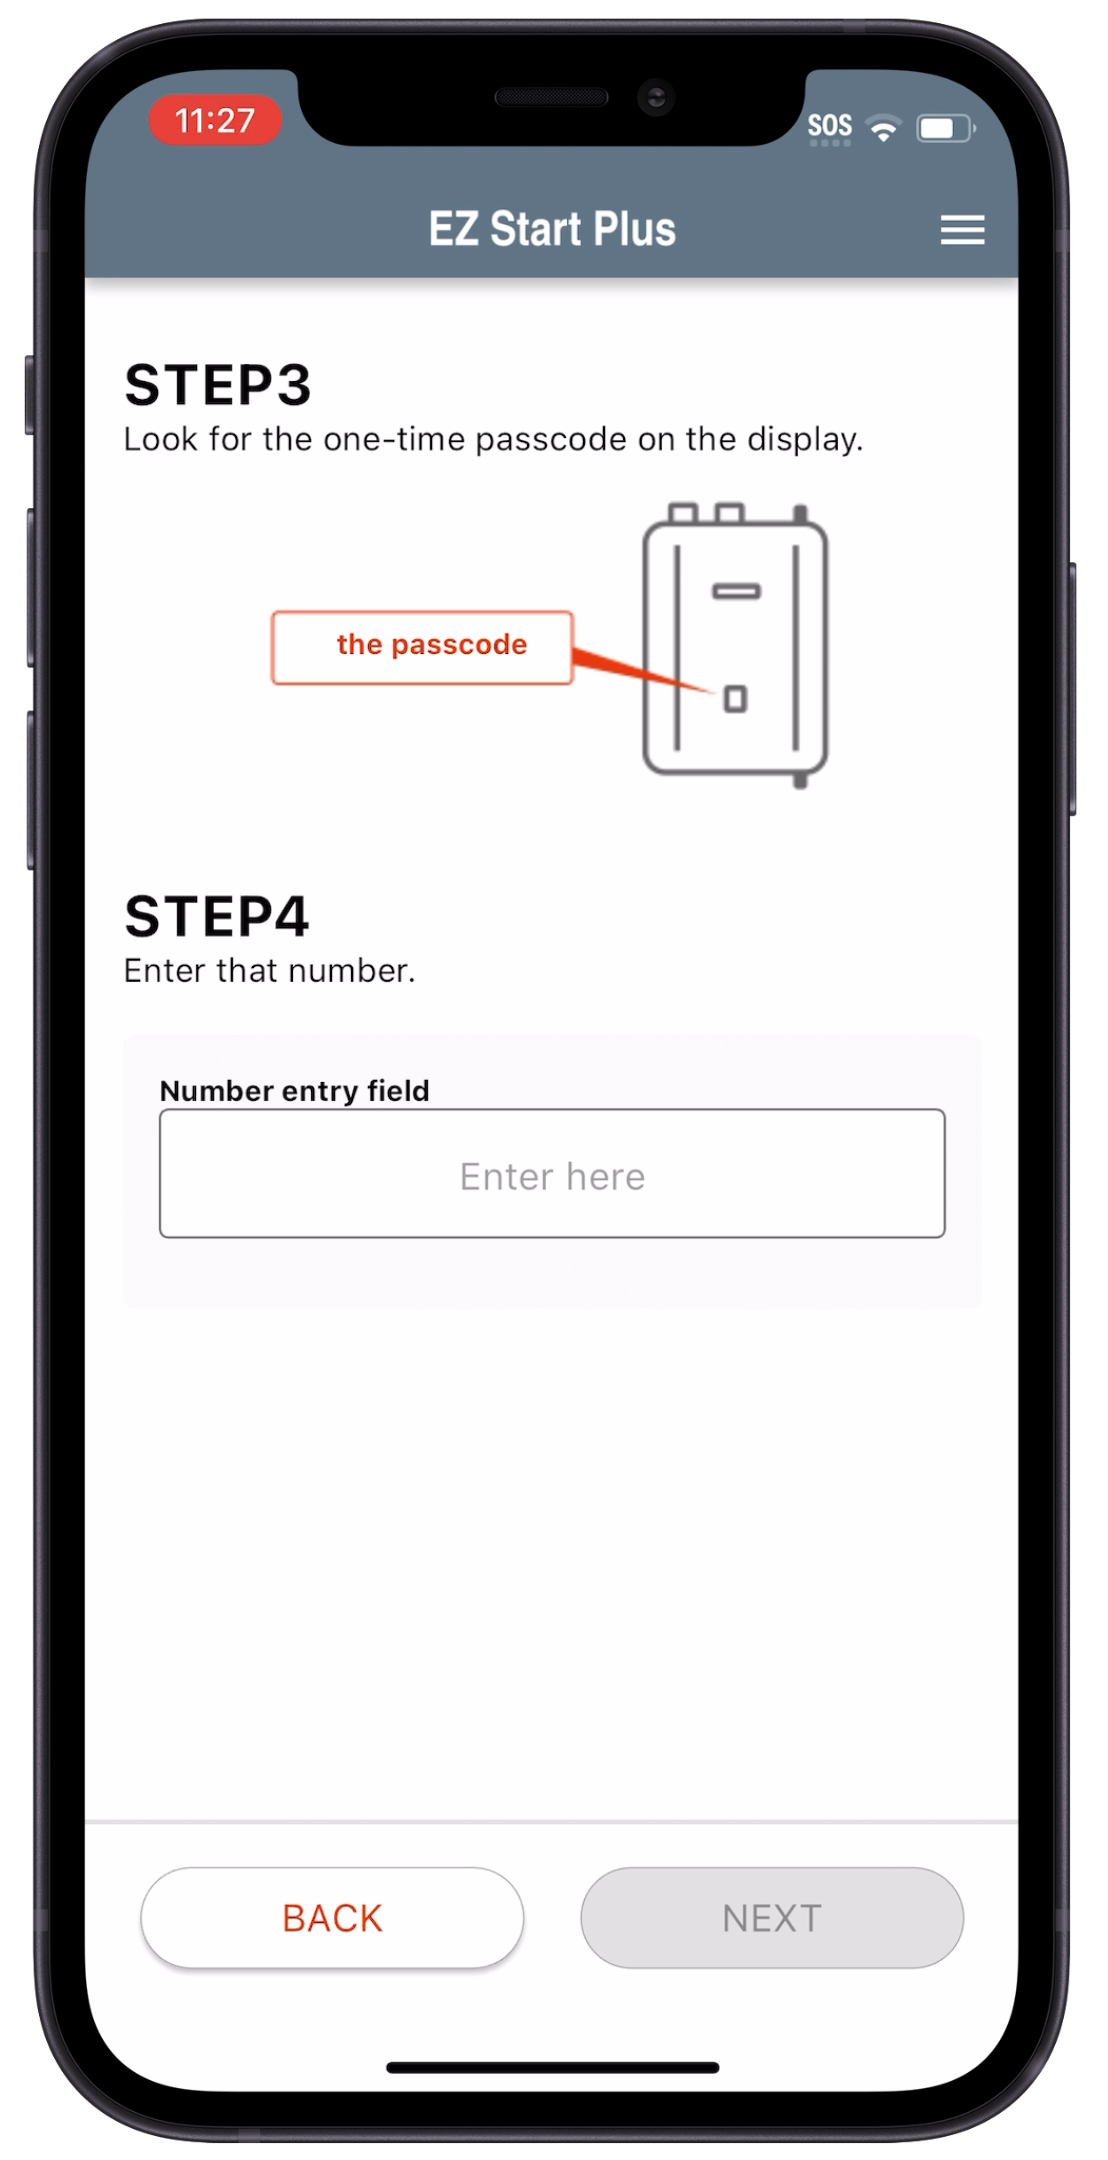 11:27
SOS
EZ Start Plus
STEP3
Look for the one-time passcode on the display.
the passcode
STEP4
Enter that number.
Number entry field
Enter here
BACK
NEXT